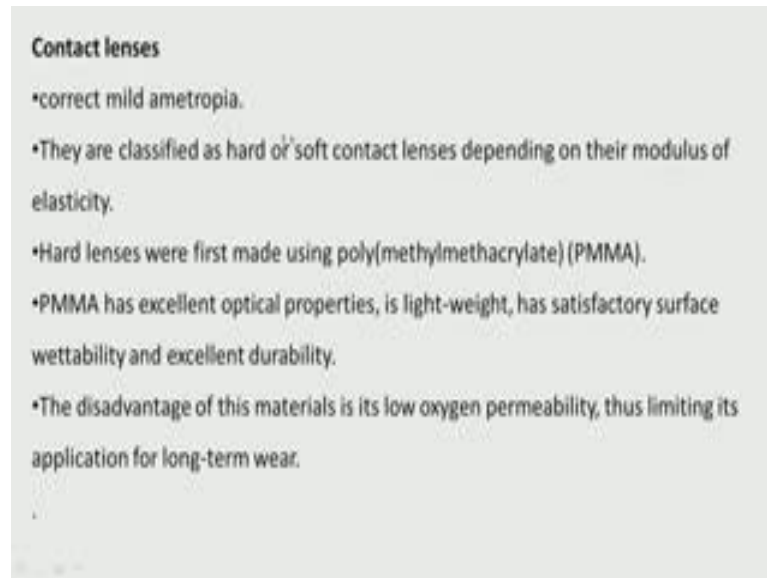 Contact lenses
•correct mild ametropia.
•They are classified as hard or soft contact lenses depending on their modulus of
elasticity.
•Hard lenses were first made using poly(methylmethacrylate) (PMMA).
•PMMA has excellent optical properties, is light-weight, has satisfactory surface
wettability and excellent durability.
•The disadvantage of this materials is its low oxygen permeability, thus limiting its
application for long-term wear.
.